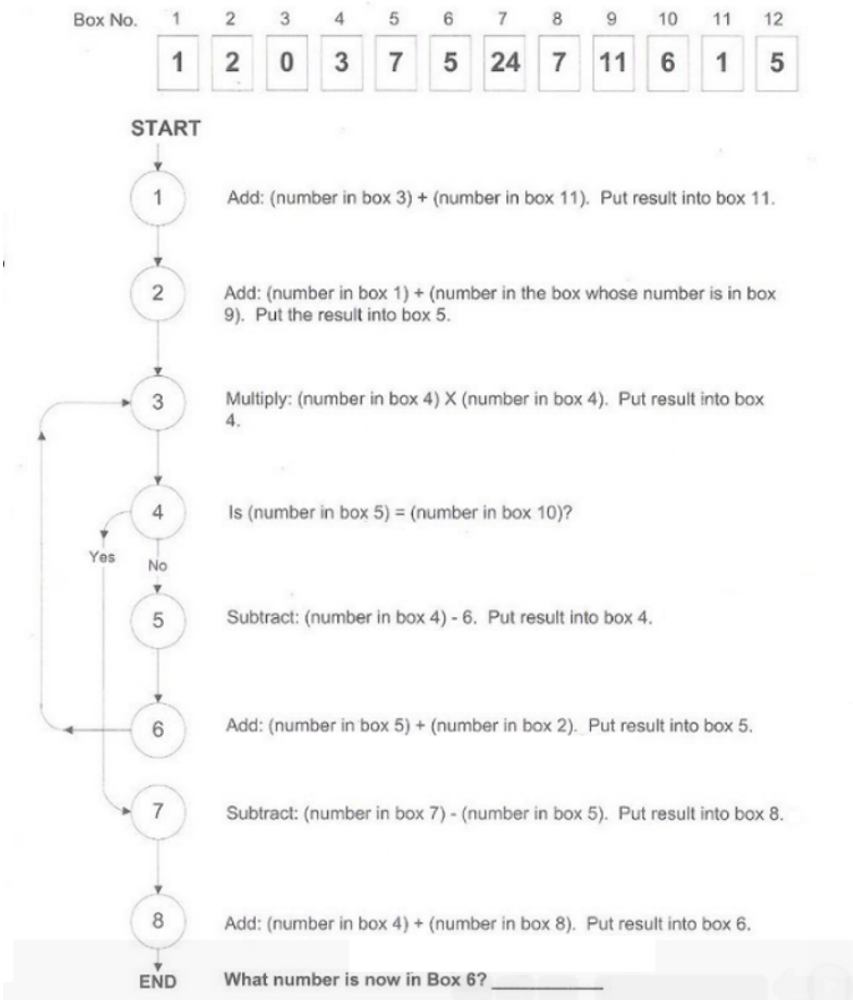 Box No. 1 2 3 4 5 6 7 8 9 10 11 12
1 2 0 3 7 5 24 7 11 6 1 5
START
1 Add: (number in box 3) + (number in box 11). Put result into box 11.
2 Add: (number in box 1) + (number in the box whose number is in box
9). Put the result into box 5.
3 Multiply: (number in box 4) X (number in box 4). Put result into box
4.
4 Is (number in box 5) = (number in box 10)?
Yes
No
5 Subtract: (number in box 4) - 6. Put result into box 4.
6 Add: (number in box 5) + (number in box 2). Put result into box 5.
7 Subtract: (number in box 7) - (number in box 5). Put result into box 8.
8 Add: (number in box 4) + (number in box 8). Put result into box 6.
END What number is now in Box 6? __________